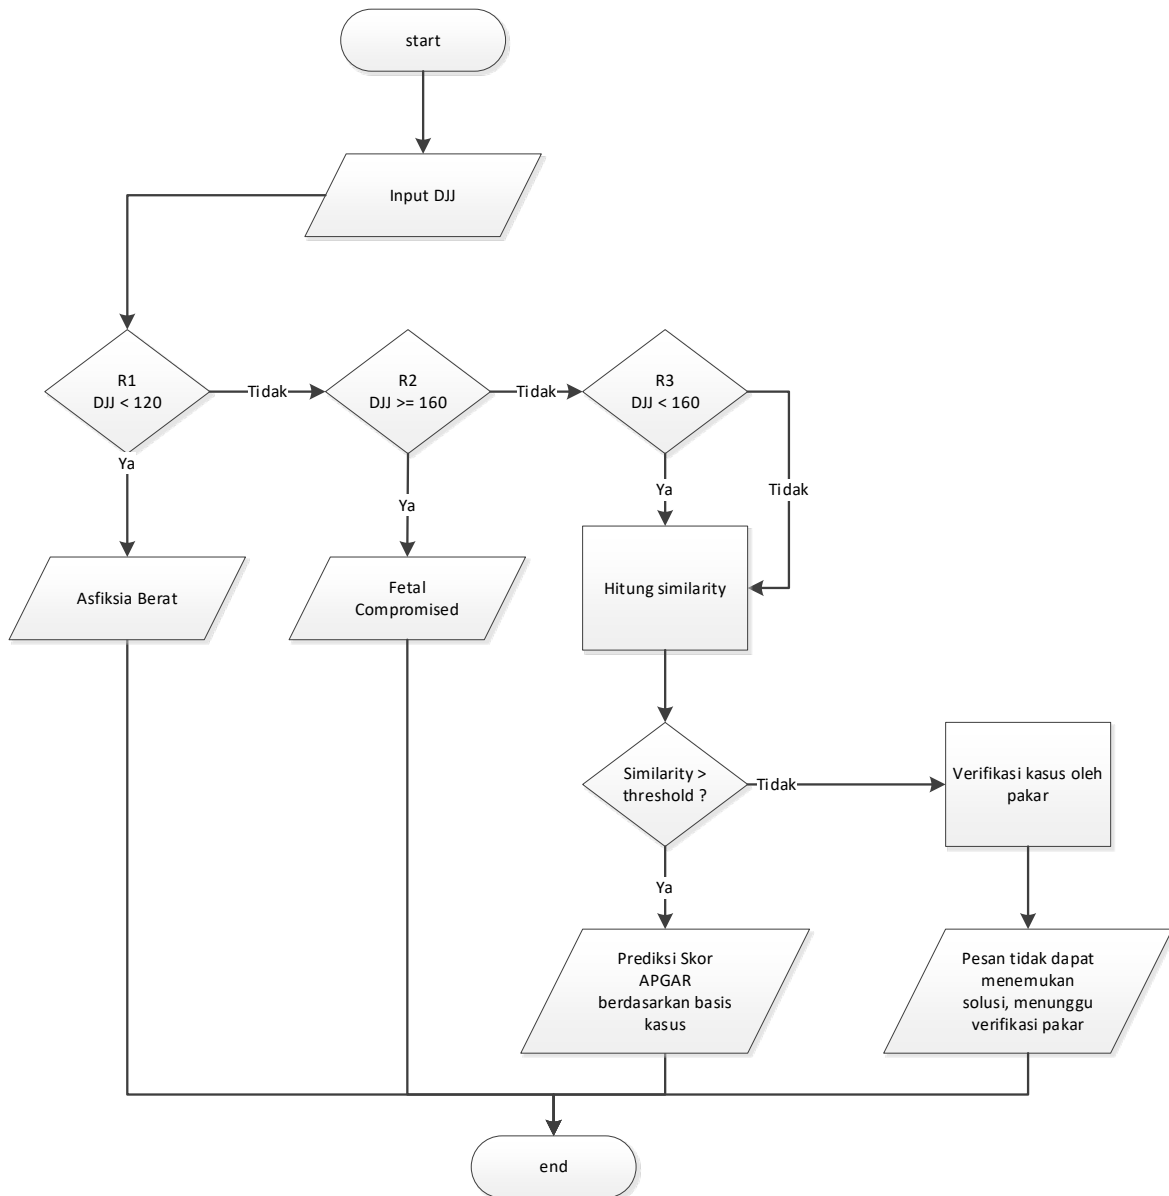 start
Input DJJ
R1
DJJ < 120
Tidak
R2
DJJ >= 160
Tidak
R3
DJJ < 160
Ya
Ya
Ya
Tidak
Asfiksia Berat
Fetal
Compromised
Hitung similarity
Similarity >
threshold ?
Tidak
Verifikasi kasus oleh
pakar
Ya
Prediksi Skor
APGAR
berdasarkan basis
kasus
Pesan tidak dapat
menemukan
solusi, menunggu
verifikasi pakar
end